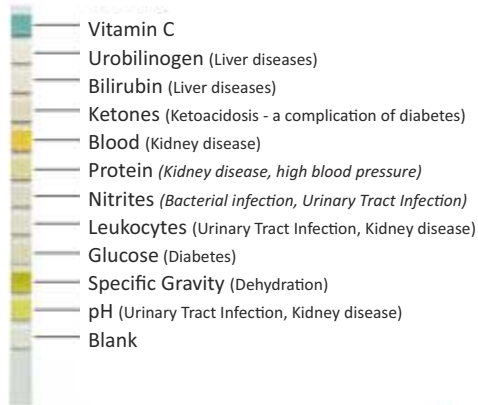 Vitamin C
Urobilinogen (Liver diseases)
Bilirubin (Liver diseases)
Ketones (Ketoacidosis - a complication of diabetes)
Blood (Kidney disease)
Protein (Kidney disease, high blood pressure)
Nitrites (Bacterial infection, Urinary Tract Infection)
Leukocytes (Urinary Tract Infection, Kidney disease)
Glucose (Diabetes)
Specific Gravity (Dehydration)
pH (Urinary Tract Infection, Kidney disease)
Blank